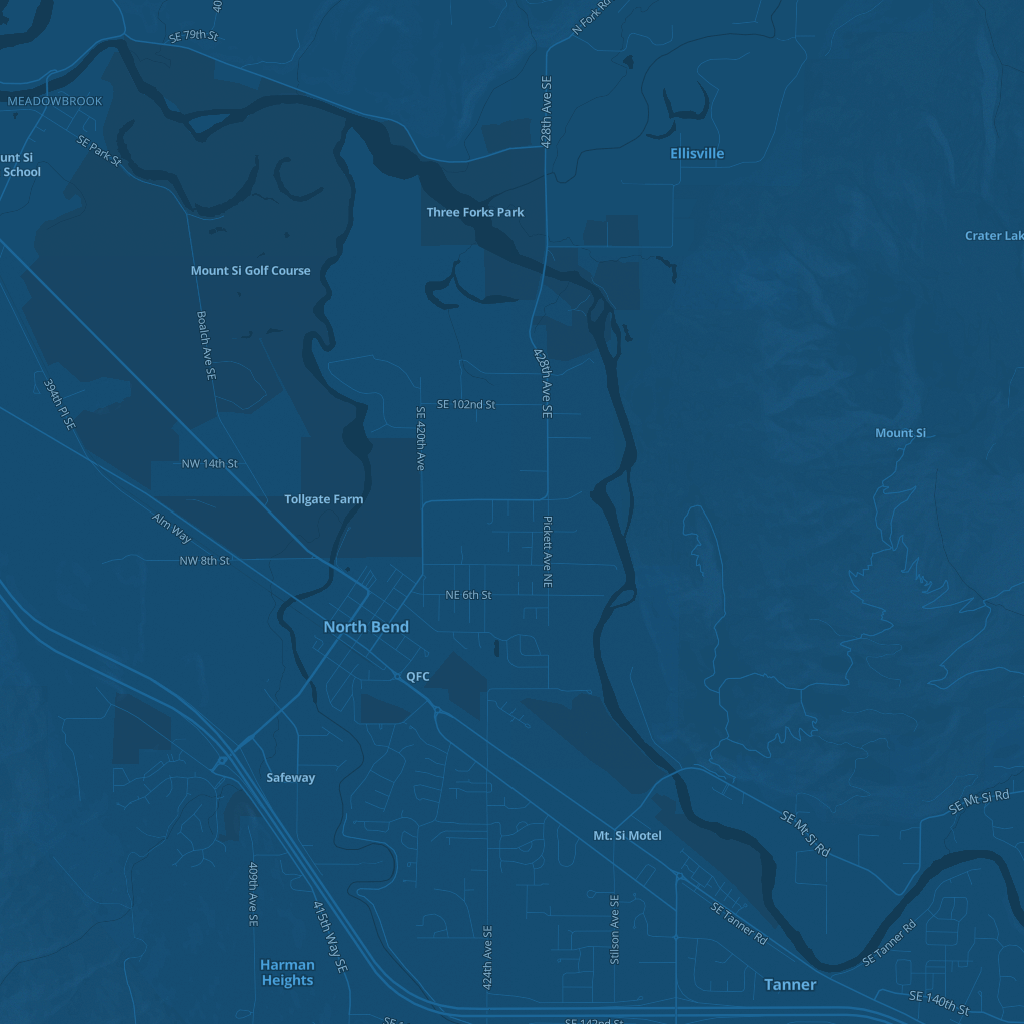 40
N Fork Rd
SE 79th St
MEADOWBROOK
428th Ave SE
SE Park St
unt Si
School
Ellisville
Three Forks Park
Crater Lak
Mount Si Golf Course
Boalch Ave SE
394th Pl SE
428th Ave SE
SE 102nd St
SE 420th Ave
Mount Si
NW 14th St
Tollgate Farm
Alm Way
Pickett Ave NE
NW 8th St
NE 6th St
North Bend
QFC
Safeway
SE Mt Si Rd
SE Mt Si Rd
Mt. Si Motel
409th Ave SE
415th Way SE
424th Ave SE
Stilson Ave SE
SE Tanner Rd
SE Tanner Rd
Harman
Heights
Tanner
SE 140th St
SE 142nd St